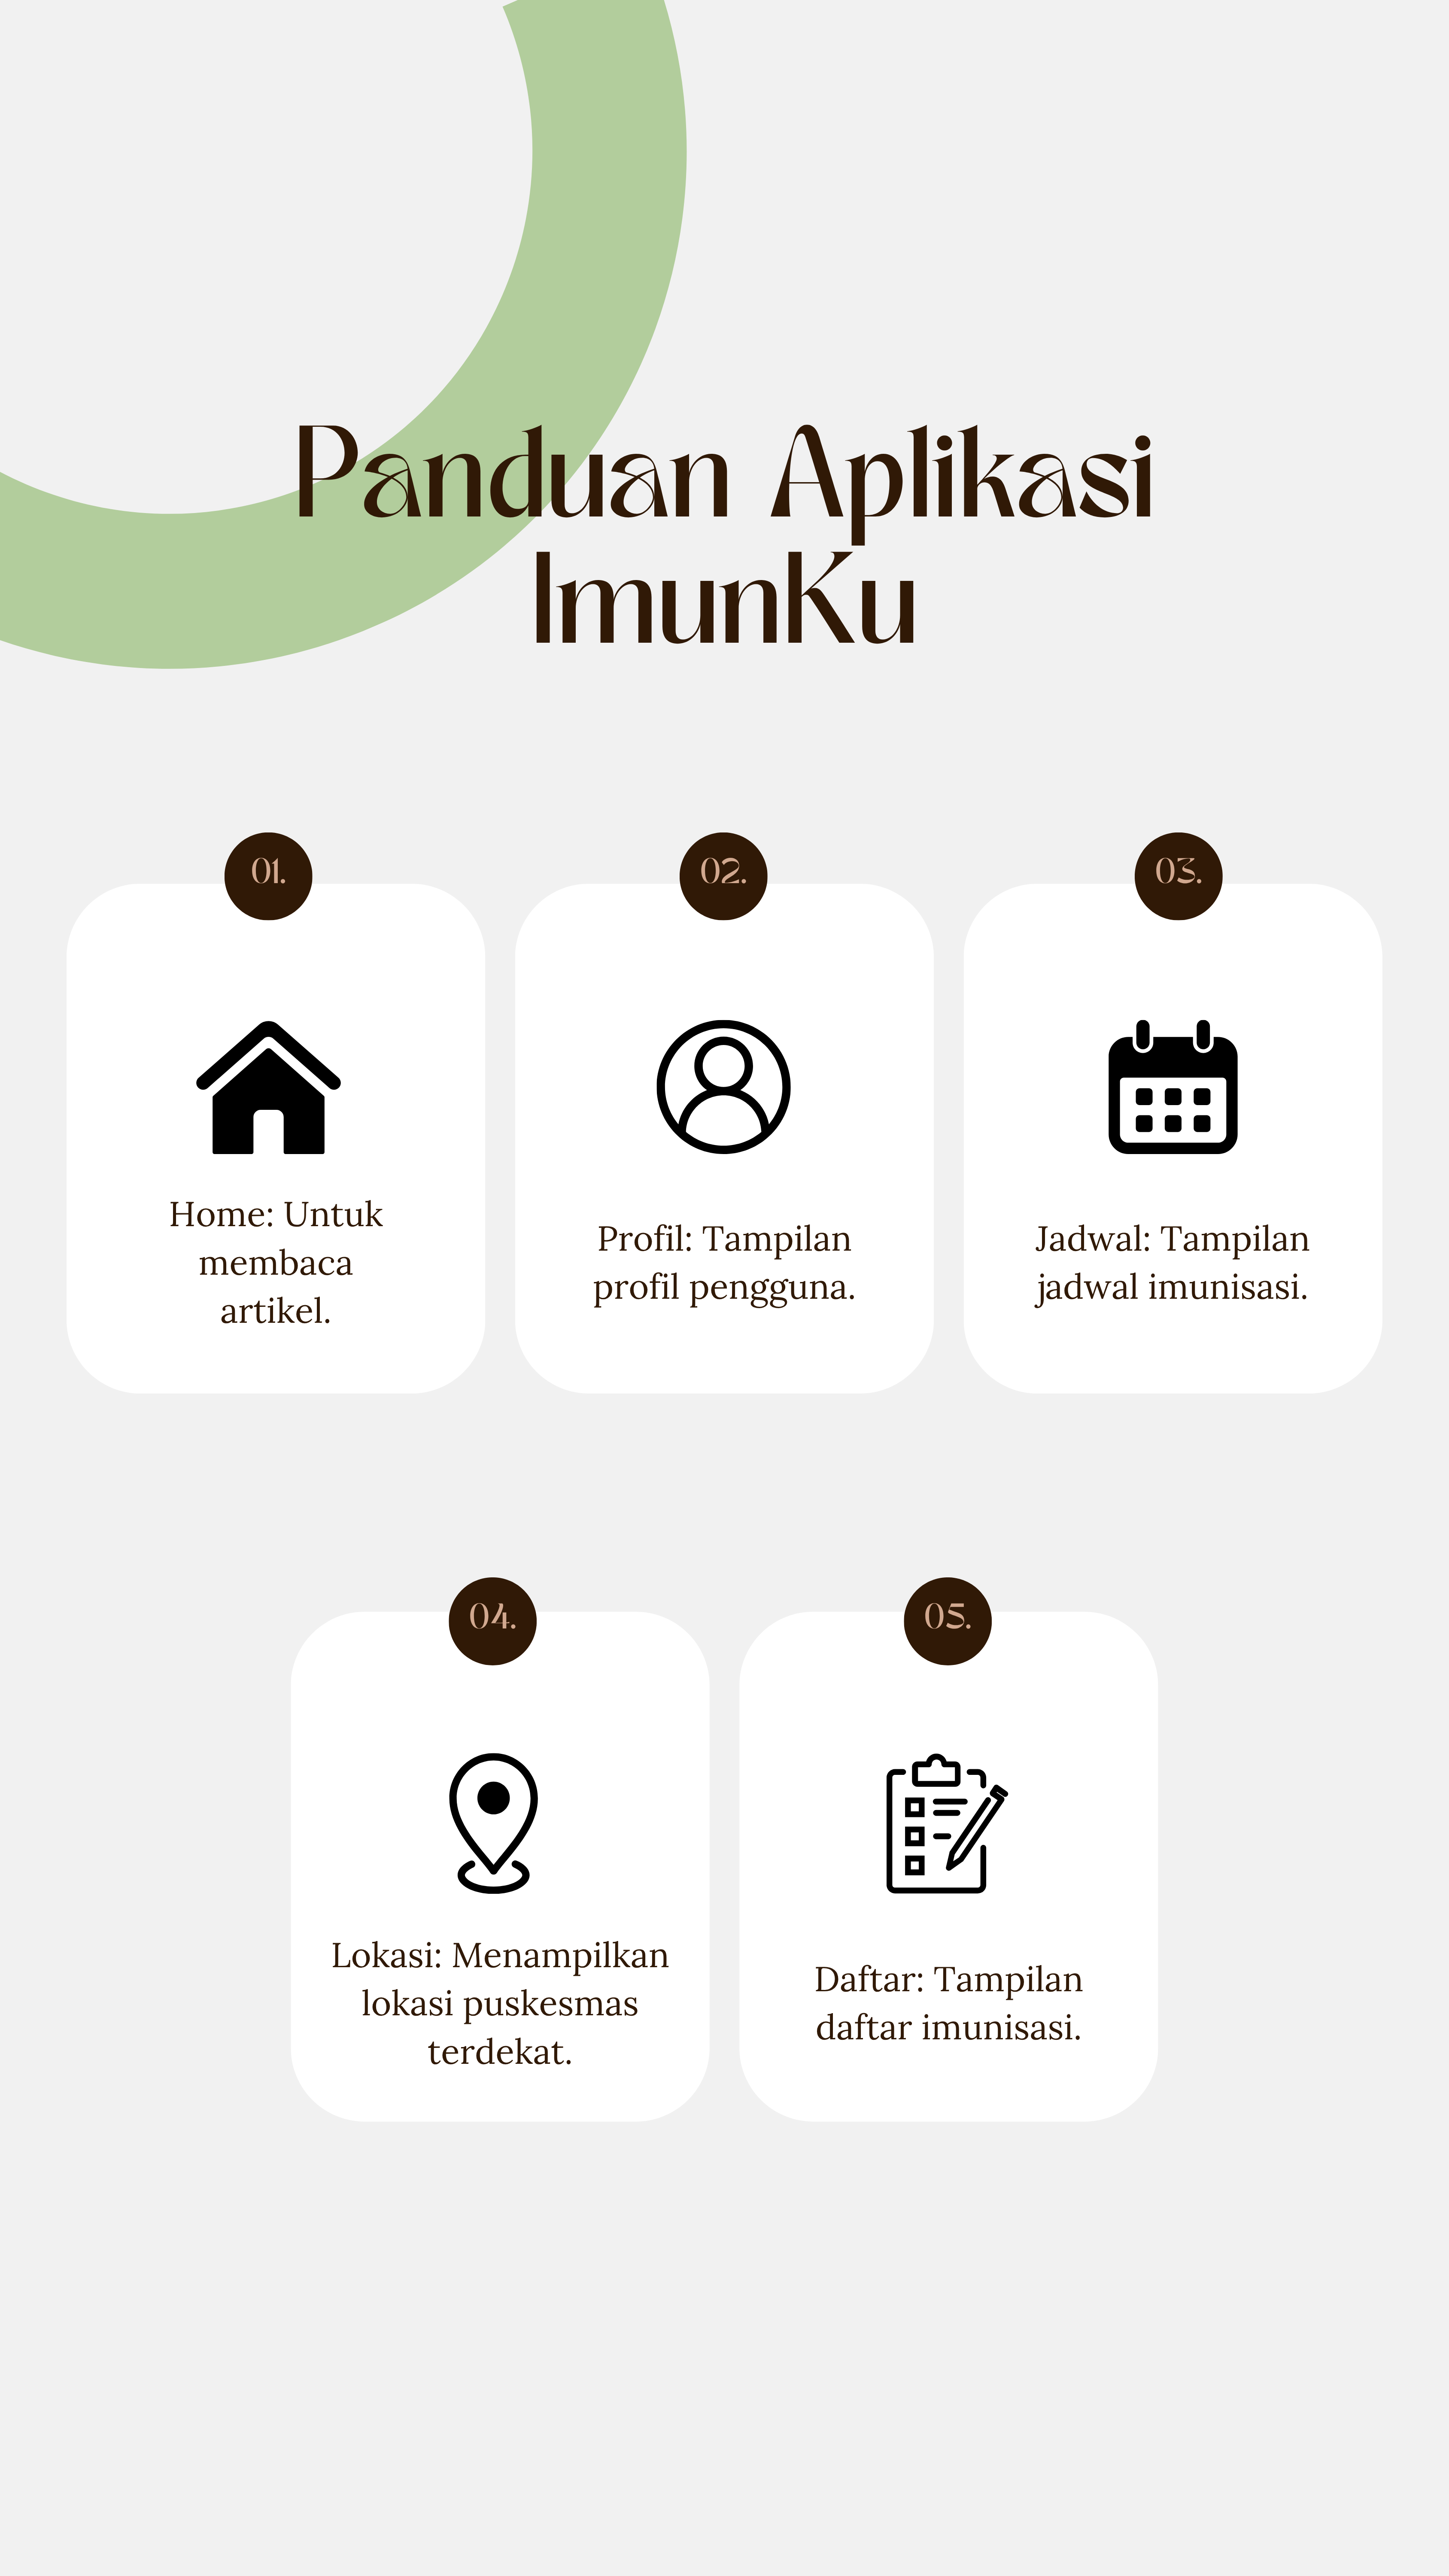 Panduan Aplikasi
ImunKu
01.
Home: Untuk
membaca
artikel.
02.
Profil: Tampilan
profil pengguna.
03.
Jadwal: Tampilan
jadwal imunisasi.
04.
Lokasi: Menampilkan
lokasi puskesmas
terdekat.
05.
Daftar: Tampilan
daftar imunisasi.